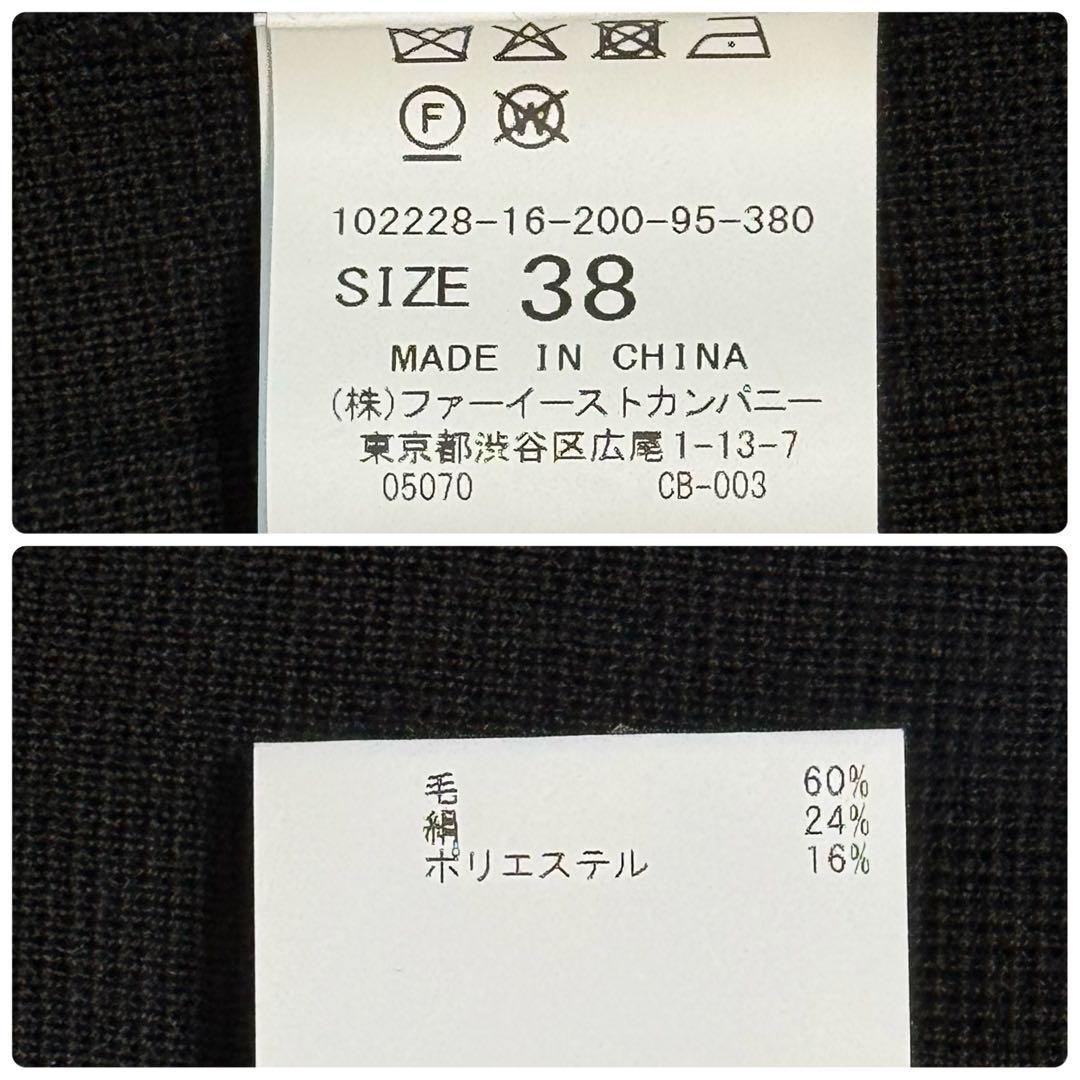 F
W
102228-16-200-95-380
SIZE 38
MADE IN CHINA
(株)ファーイーストカンパニー
東京都渋谷区広尾1-13-7
05070 CB-003
毛 60%
絹 24%
ポリエステル 16%